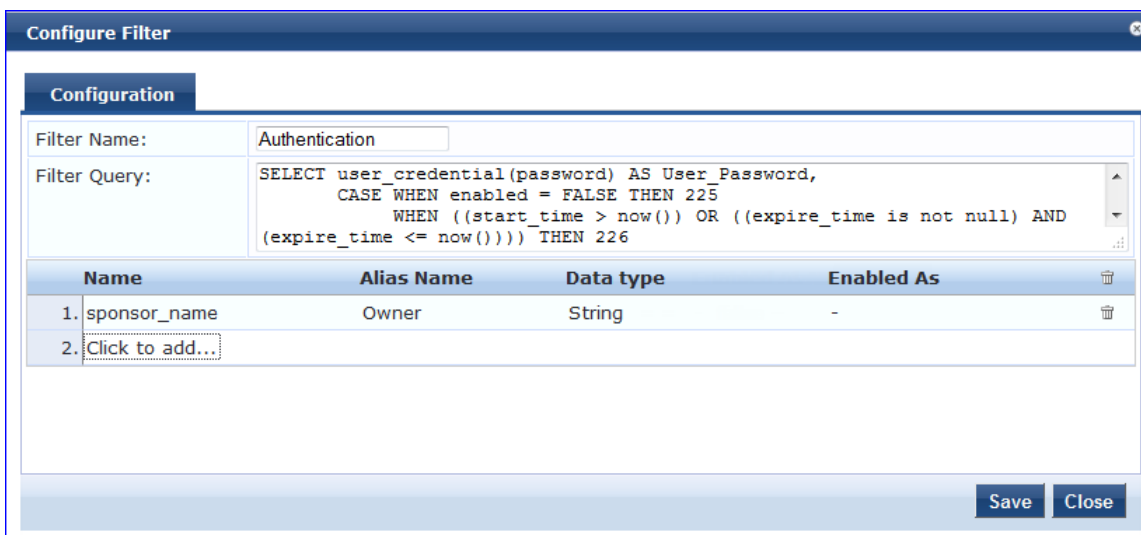 Configure Filter
Configuration
Filter Name: Authentication
Filter Query: SELECT user_credential(password) AS User_Password,
CASE WHEN enabled = FALSE THEN 225
WHEN ((start_time > now()) OR ((expire_time is not null) AND
(expire_time <= now()))) THEN 226
Name Alias Name Data type Enabled As
1. sponsor_name Owner String -
2. Click to add...
Save Close